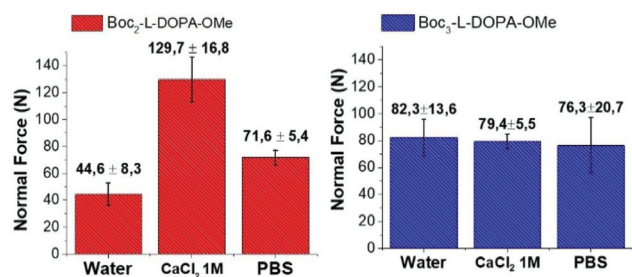 Boc₂-L-DOPA-OMe
129,7 ± 16,8
140
120
100
80
60
40
20
0
Normal Force (N)
44,6 ± 8,3
71,6 ± 5,4
Water
CaCl₂ 1M
PBS
Boc₃-L-DOPA-OMe
140
120
100
80
60
40
20
0
Normal Force (N)
82,3±13,6
79,4±5,5
76,3±20,7
Water
CaCl₂ 1M
PBS